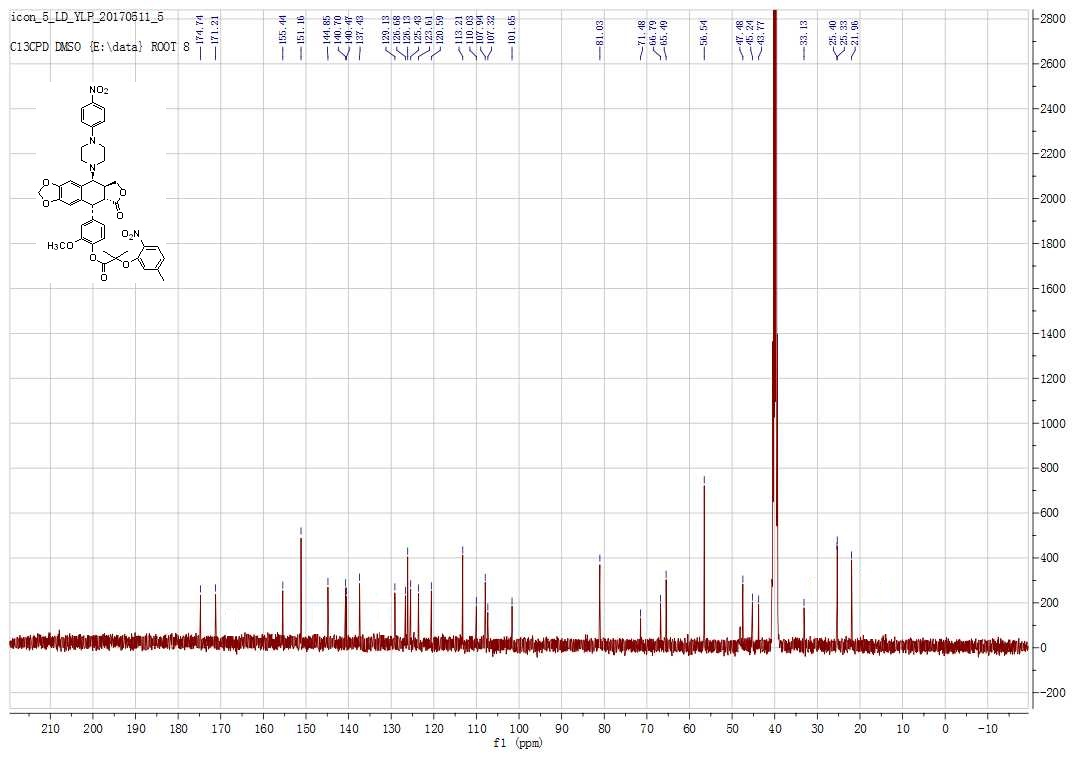 icon_5_LD_YLP_20170511_5
C13CPD DMSO {E:\data} ROOT 8
174.74
171.21
155.44
151.16
144.85
140.70
140.47
137.43
129.13
126.68
126.13
125.43
123.61
120.59
113.21
110.03
107.94
107.32
101.65
81.03
71.48
66.79
65.49
56.54
47.48
45.24
43.77
33.13
25.40
25.33
21.96
NO2
N
N
O
O
O
O
O2N
H3CO
O
O
O
2800
2600
2400
2200
2000
1800
1600
1400
1200
1000
800
600
400
200
0
-200
210 200 190 180 170 160 150 140 130 120 110 100 90 80 70 60 50 40 30 20 10 0 -10
f1 (ppm)